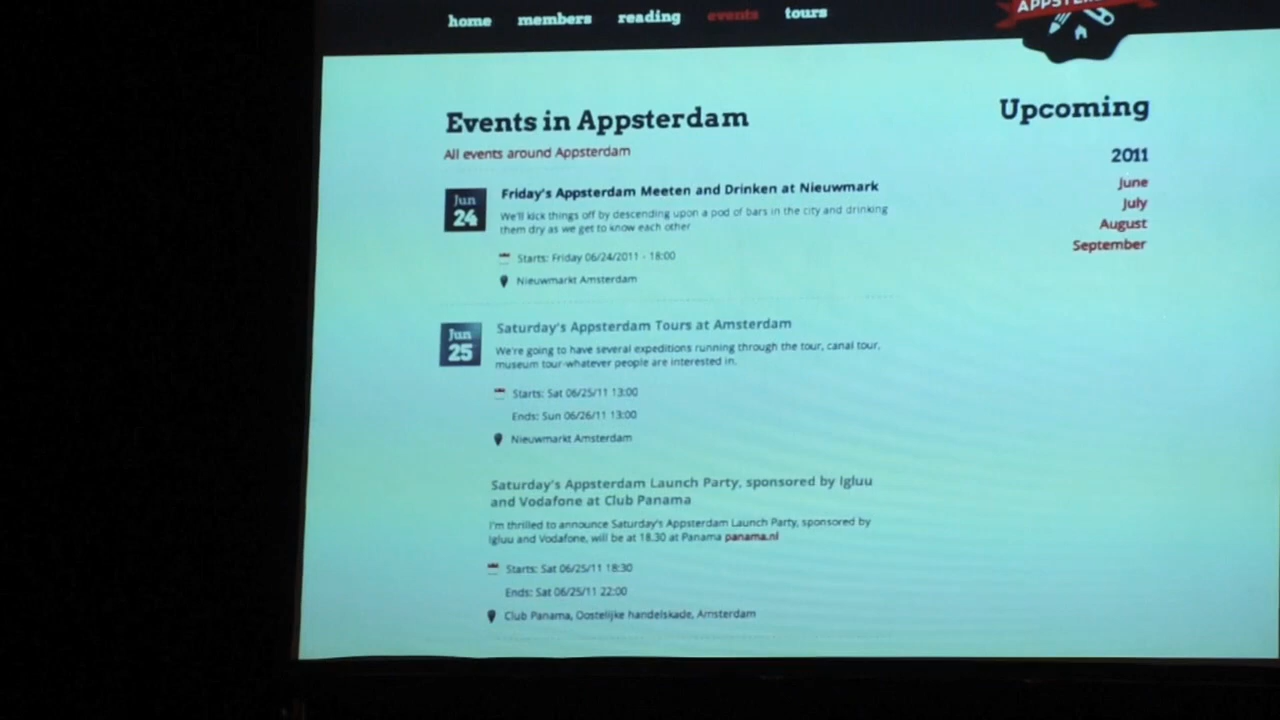 home members reading events tours
Events in Appsterdam
All events around Appsterdam
Jun
24
Friday's Appsterdam Meeten and Drinken at Nieuwmark
We'll kick things off by descending upon a pod of bars in the city and drinking
them dry as we get to know each other
Starts: Friday 06/24/2011 - 18:00
Nieuwmarkt Amsterdam
Jun
25
Saturday's Appsterdam Tours at Amsterdam
We're going to have several expeditions running through the tour, canal tour,
museum tour-whatever people are interested in.
Starts: Sat 06/25/11 13:00
Ends: Sun 06/26/11 13:00
Nieuwmarkt Amsterdam
Saturday's Appsterdam Launch Party, sponsored by Igluu
and Vodafone at Club Panama
I'm thrilled to announce Saturday's Appsterdam Launch Party, sponsored by
Igluu and Vodafone, will be at 18.30 at Panama panama.nl
Starts: Sat 06/25/11 18:30
Ends: Sat 06/25/11 22:00
Club Panama, Oostelijke handelskade, Amsterdam
Upcoming
2011
June
July
August
September